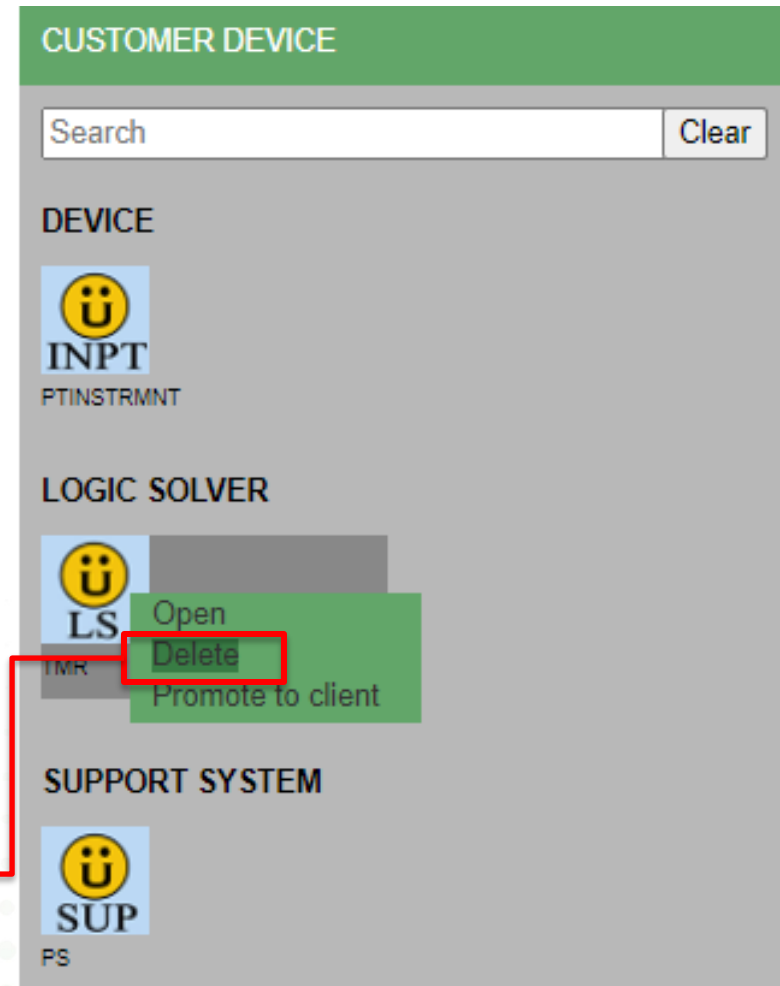 CUSTOMER DEVICE
Search Clear
DEVICE
Ü
INPT
PTINSTRMNT
LOGIC SOLVER
Ü
LS
Open
TMR Delete
Promote to client
SUPPORT SYSTEM
Ü
SUP
PS